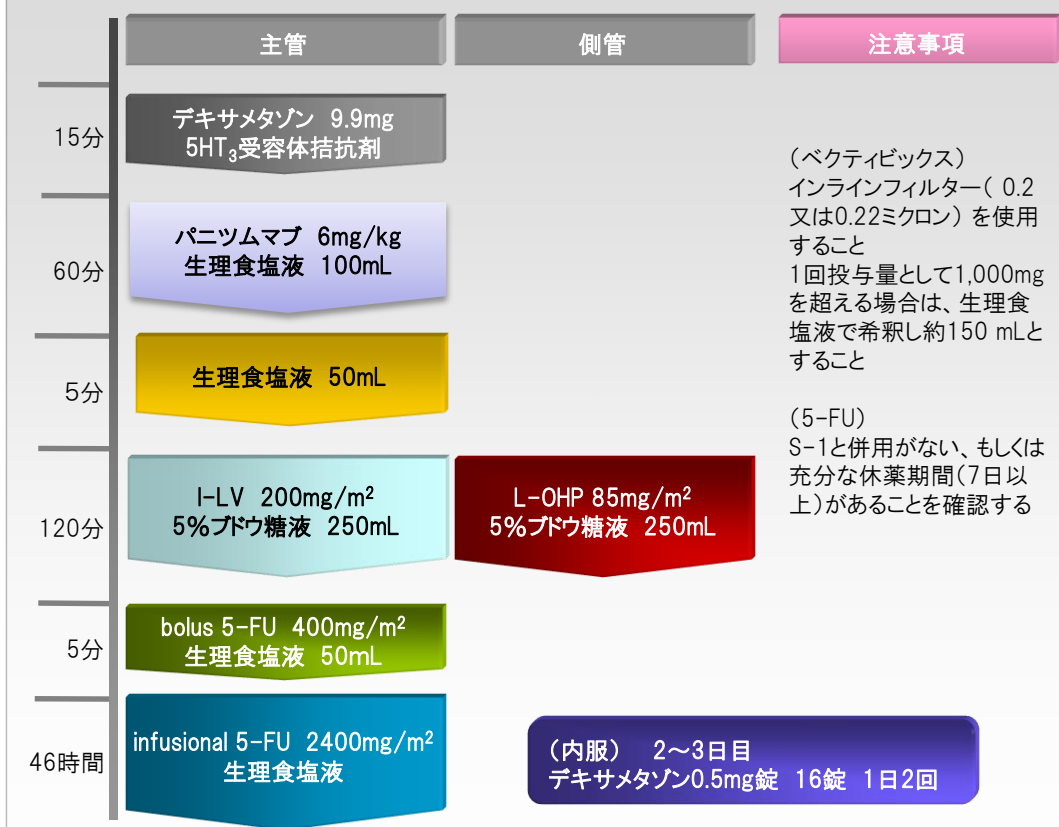 主管
側管
注意事項
15分
デキサメタゾン 9.9mg
5HT₃受容体拮抗剤
60分
パニツムマブ 6mg/kg
生理食塩液 100mL
5分
生理食塩液 50mL
120分
l-LV 200mg/m²
5%ブドウ糖液 250mL
L-OHP 85mg/m²
5%ブドウ糖液 250mL
5分
bolus 5-FU 400mg/m²
生理食塩液 50mL
46時間
infusional 5-FU 2400mg/m²
生理食塩液
(ベクティビックス)
インラインフィルター( 0.2
又は0.22ミクロン) を使用
すること
1回投与量として1,000mg
を超える場合は、生理食
塩液で希釈し約150 mLと
すること
(5-FU)
S-1と併用がない、もしくは
充分な休薬期間(7日以
上)があることを確認する
(内服) 2~3日目
デキサメタゾン0.5mg錠 16錠 1日2回